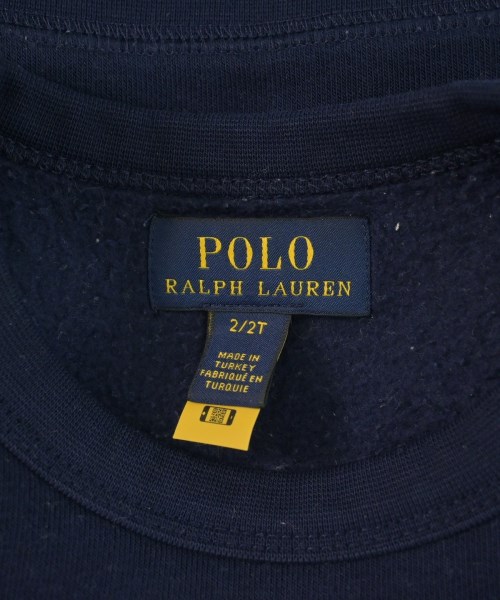 POLO
RALPH LAUREN
2/2T
MADE IN
TURKEY
FABRIQUÉ EN
TURQUIE